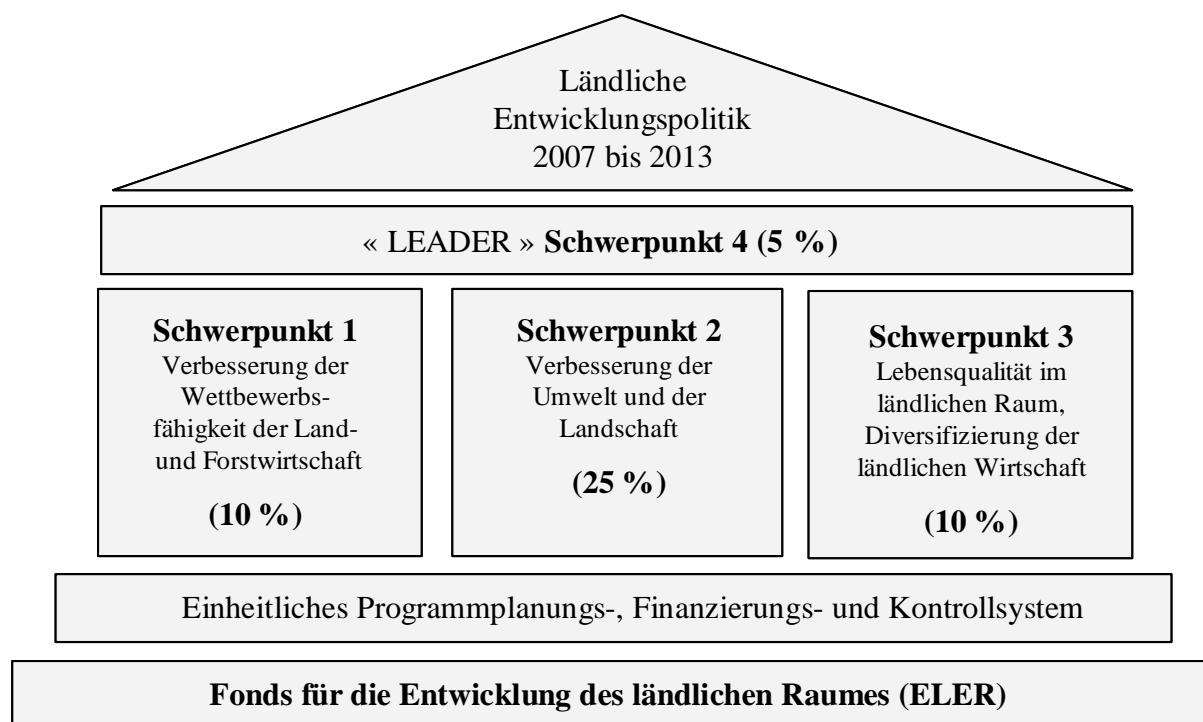 Ländliche
Entwicklungspolitik
2007 bis 2013
« LEADER » Schwerpunkt 4 (5 %)
Schwerpunkt 1
Verbesserung der
Wettbewerbs-
fähigkeit der Land-
und Forstwirtschaft
(10 %)
Schwerpunkt 2
Verbesserung der
Umwelt und der
Landschaft
(25 %)
Schwerpunkt 3
Lebensqualität im
ländlichen Raum,
Diversifizierung der
ländlichen Wirtschaft
(10 %)
Einheitliches Programmplanungs-, Finanzierungs- und Kontrollsystem
Fonds für die Entwicklung des ländlichen Raumes (ELER)